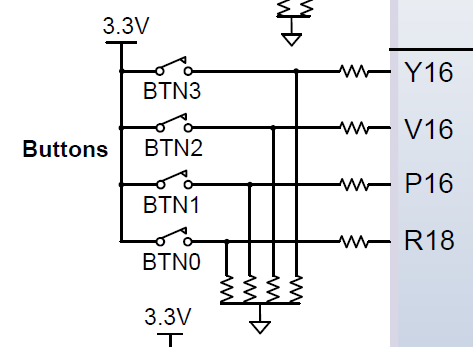 3.3V
BTN3
Y16
BTN2
V16
Buttons
BTN1
P16
BTN0
R18
3.3V